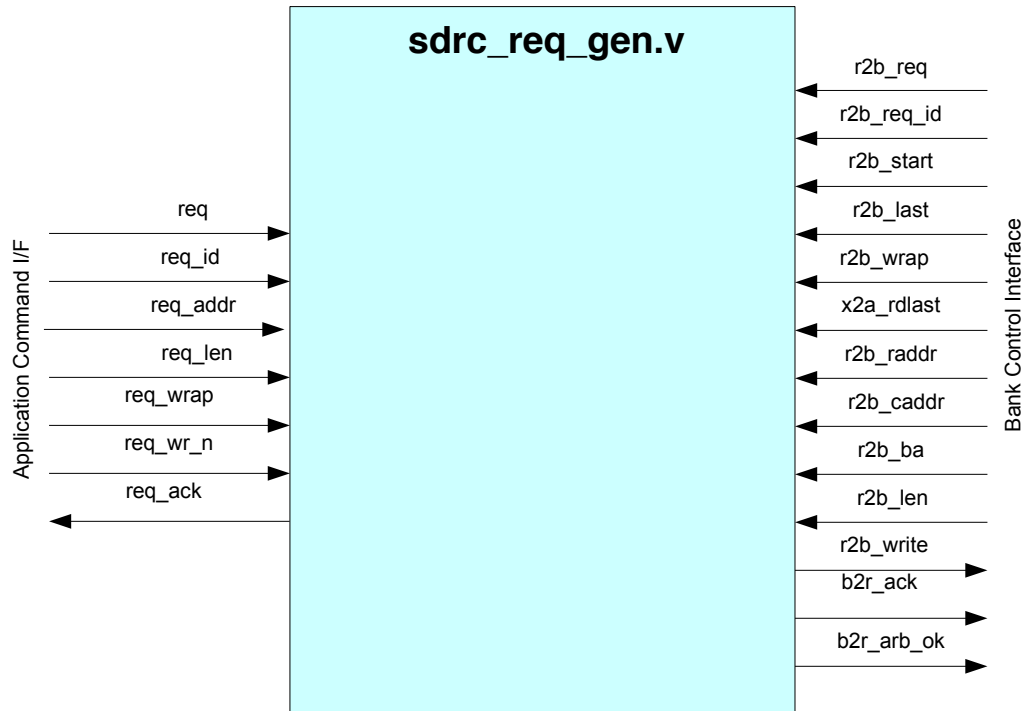 sdrc_req_gen.v
Application Command I/F
req
req_id
req_addr
req_len
req_wrap
req_wr_n
req_ack
r2b_req
r2b_req_id
r2b_start
r2b_last
r2b_wrap
x2a_rdlast
r2b_raddr
r2b_caddr
r2b_ba
r2b_len
r2b_write
b2r_ack
b2r_arb_ok
Bank Control Interface